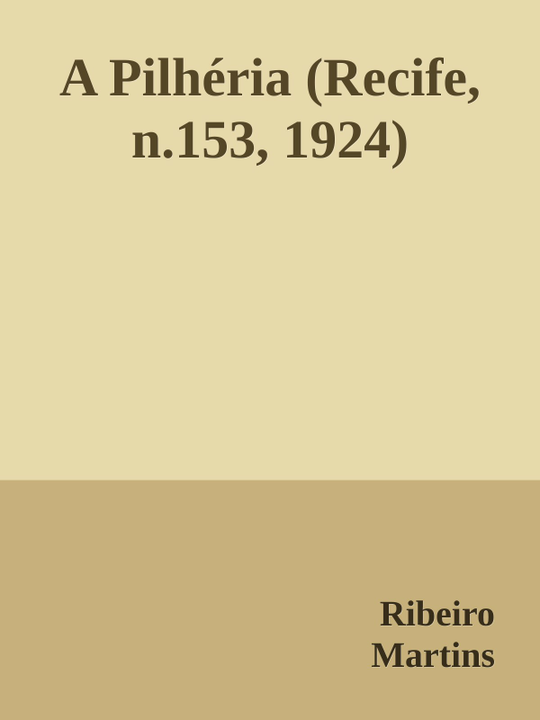 A Pilhéria (Recife,
n.153, 1924)
Ribeiro
Martins